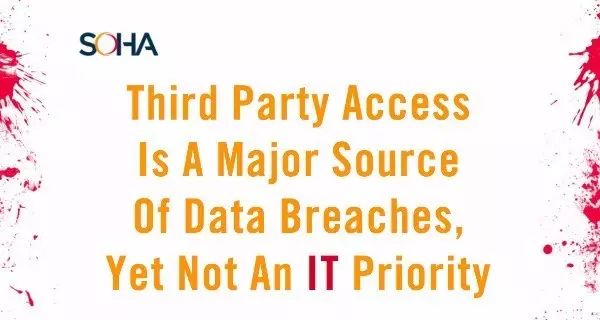 SOHA
Third Party Access
Is A Major Source
Of Data Breaches,
Yet Not An IT Priority